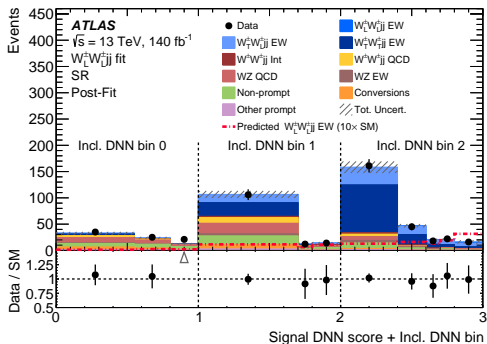 ATLAS
√s = 13 TeV, 140 fb⁻¹
W±LW±Ljj fit
SR
Post-Fit
Data
W±LW±Ljj EW
W±TW±Ljj EW
W±TW±Tjj EW
W±W±jj Int
W±W±jj QCD
WZ QCD
WZ EW
Non-prompt
Conversions
Other prompt
Tot. Uncert.
Predicted W±LW±Ljj EW (10× SM)
Incl. DNN bin 0
Incl. DNN bin 1
Incl. DNN bin 2
Events
450
400
350
300
250
200
150
100
50
0
Data / SM
1.25
1
0.75
0.5
0 1 2 3
Signal DNN score + Incl. DNN bin